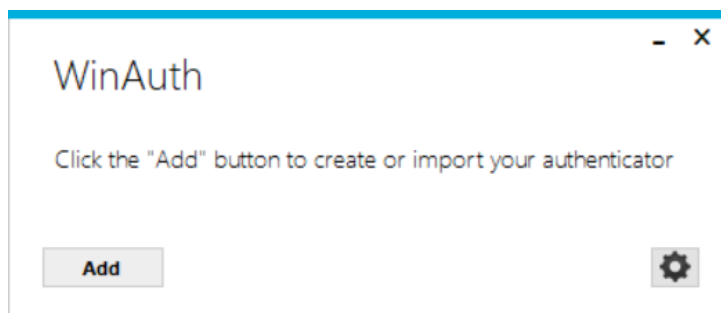 WinAuth
Click the "Add" button to create or import your authenticator
Add